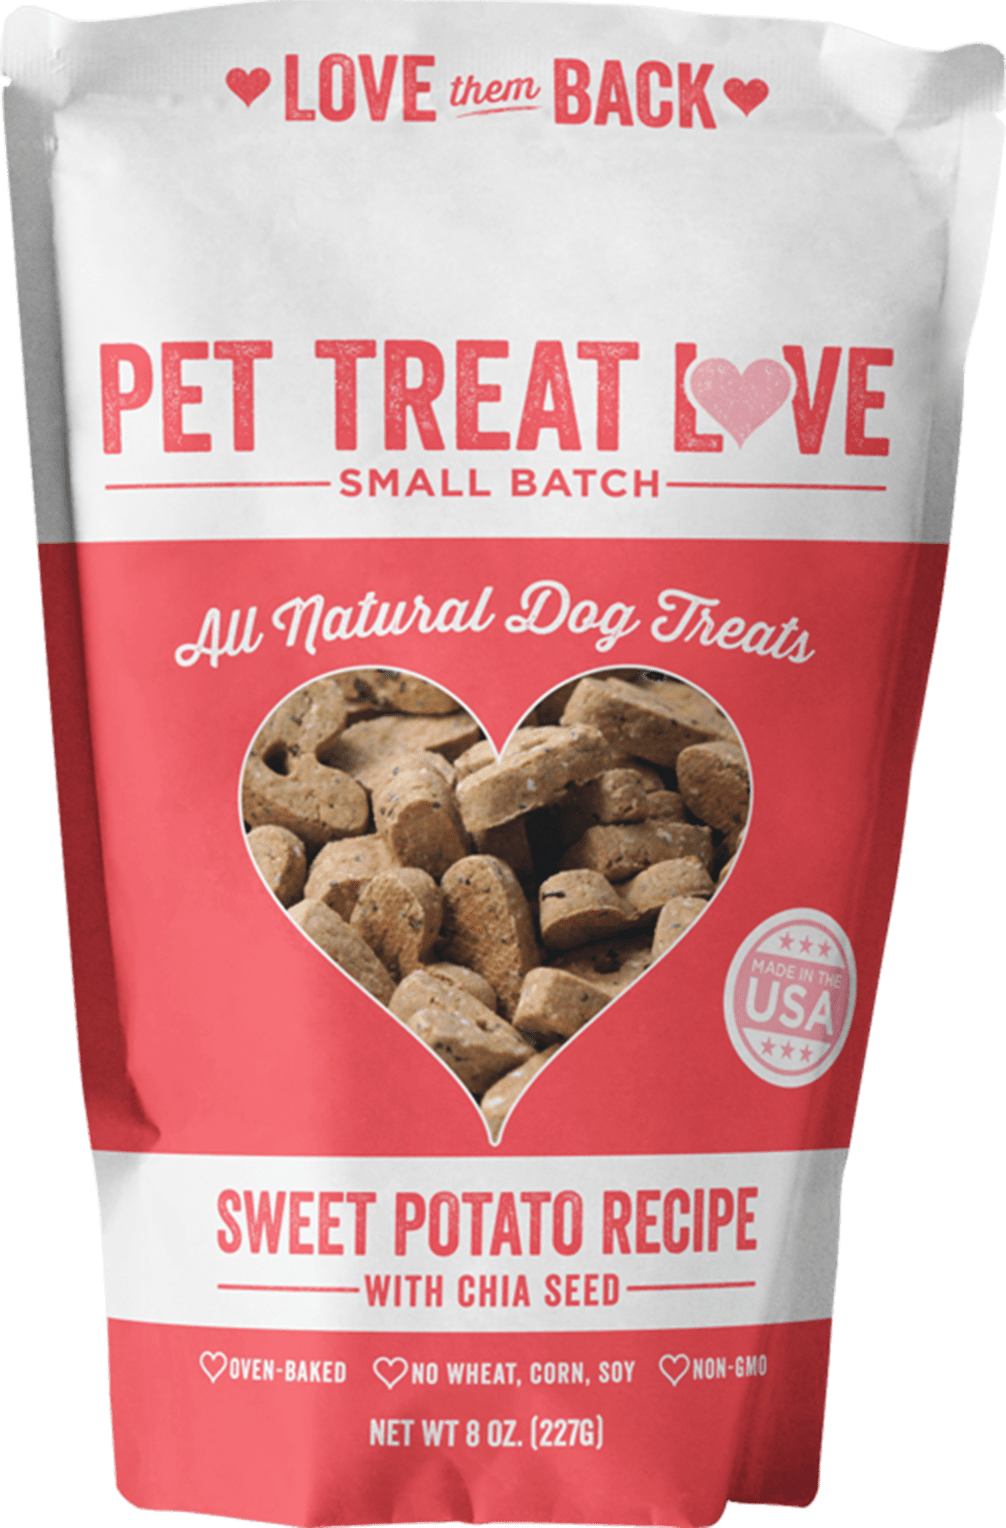 LOVE them BACK
PET TREAT LOVE
SMALL BATCH
All Natural Dog Treats
MADE IN THE
USA
SWEET POTATO RECIPE
WITH CHIA SEED
OVEN-BAKED NO WHEAT, CORN, SOY NON-GMO
NET WT 8 OZ. (227G)